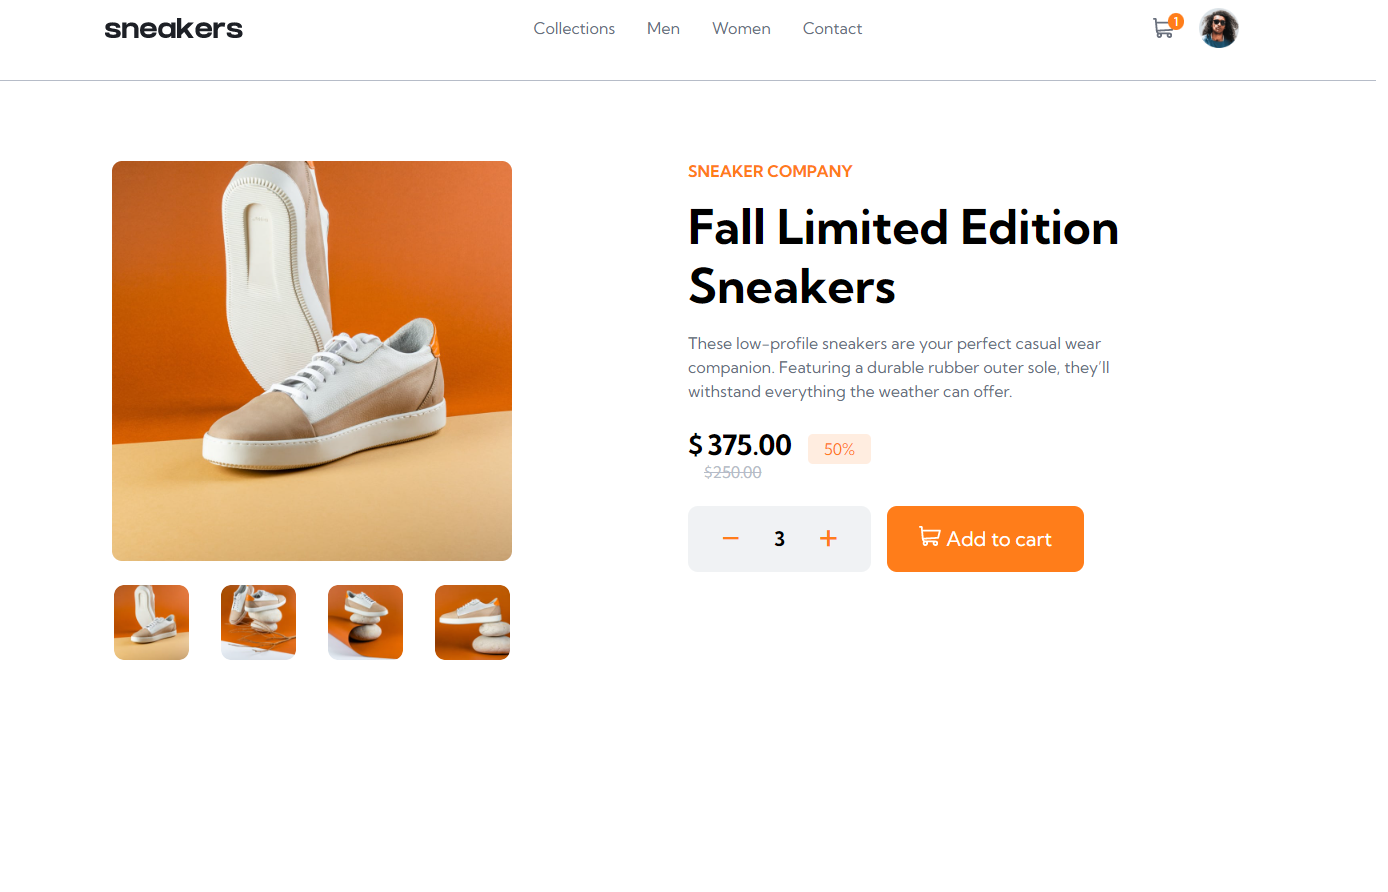 sneakers Collections Men Women Contact 1
SNEAKER COMPANY
Fall Limited Edition
Sneakers
These low-profile sneakers are your perfect casual wear
companion. Featuring a durable rubber outer sole, they'll
withstand everything the weather can offer.
$ 375.00 50%
$250.00
3 Add to cart